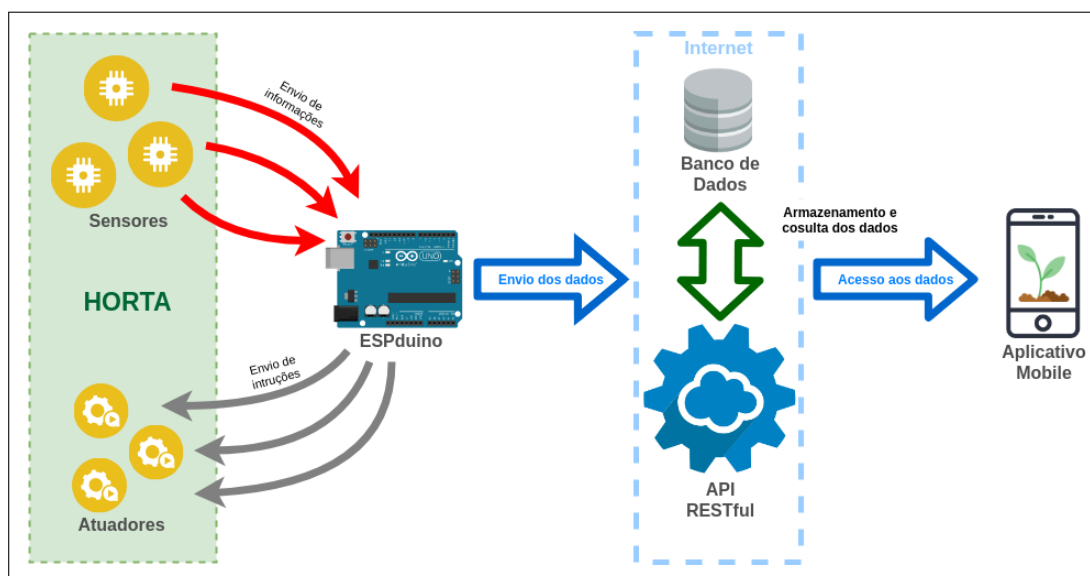 Internet
Envio de
informações
Banco de
Dados
Sensores
Armazenamento e
cosulta dos dados
UNO
HORTA
Envio dos dados
Acesso aos dados
ESPduino
Envio de
intruções
Aplicativo
Mobile
API
RESTful
Atuadores